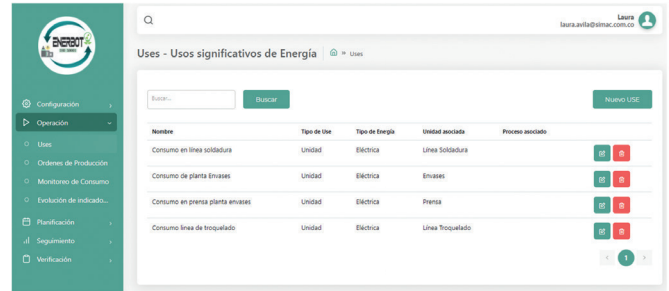 ENERBOT
Laura
laura.avila@simac.com.co
Uses - Usos significativos de Energía
» Uses
Configuración
Operación
Uses
Ordenes de Producción
Monitoreo de Consumo
Evolución de indicado...
Planificación
Seguimiento
Verificación
Buscar...
Buscar
Nuevo USE
Nombre Tipo de Use Tipo de Energía Unidad asociada Proceso asociado
Consumo en línea soldadura Unidad Eléctrica Línea Soldadura
Consumo de planta Envases Unidad Eléctrica Envases
Consumo en prensa planta envases Unidad Eléctrica Prensa
Consumo linea de troquelado Unidad Eléctrica Línea Troquelado
‹ 1 ›